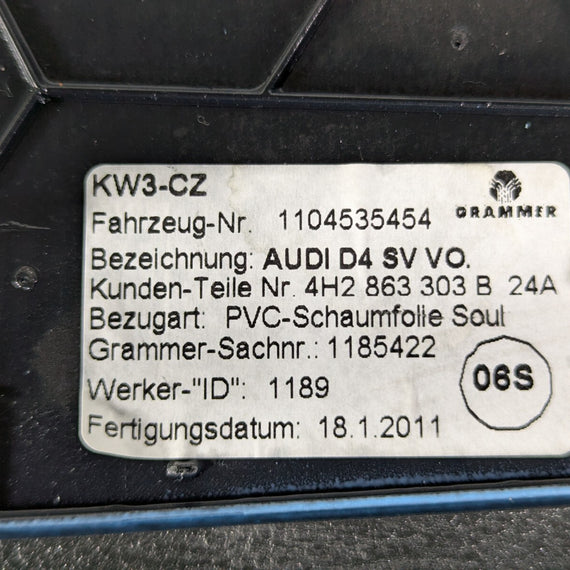 KW3-CZ
GRAMMER
Fahrzeug-Nr. 1104535454
Bezeichnung: AUDI D4 SV VO.
Kunden-Teile Nr. 4H2 863 303 B 24A
Bezugart: PVC-Schaumfolie Soul
Grammer-Sachnr.: 1185422
06S
Werker-"ID": 1189
Fertigungsdatum: 18.1.2011